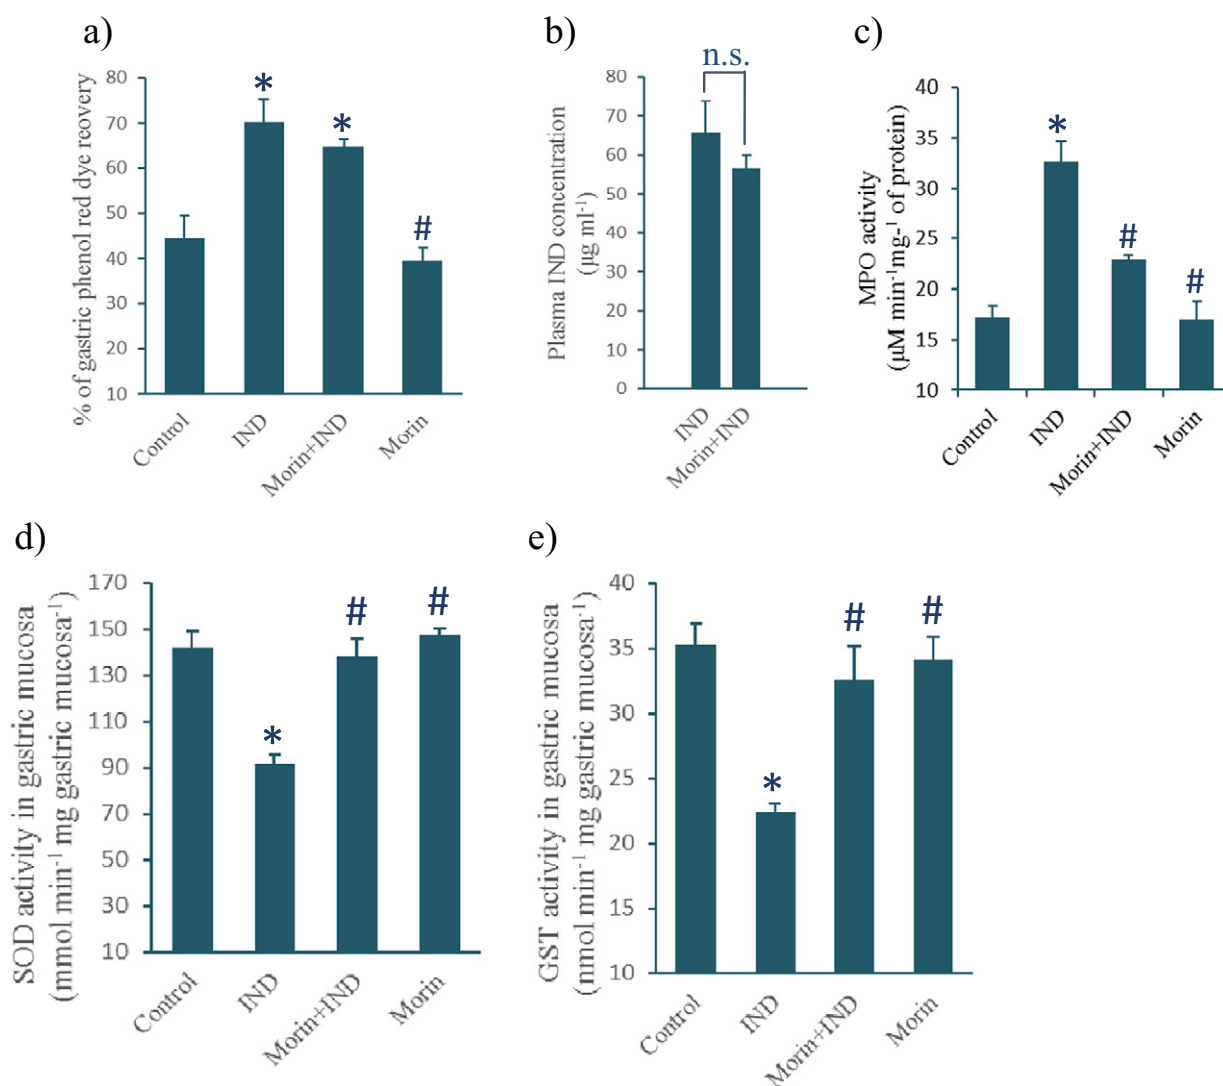 a)
% of gastric phenol red dye reovery
80
70
60
50
40
30
20
10
*
*
#
Control
IND
Morin+IND
Morin
b)
n.s.
Plasma IND concentration
(µg ml⁻¹)
80
70
60
50
40
30
20
10
0
IND
Morin+IND
c)
MPO activity
(µM min⁻¹mg-¹ of protein)
40
35
30
25
20
15
10
*
#
#
Control
IND
Morin+IND
Morin
d)
SOD activity in gastric mucosa
(mmol min⁻¹ mg gastric mucosa⁻¹)
170
150
130
110
90
70
50
30
10
*
#
#
Control
IND
Morin+IND
Morin
e)
GST activity in gastric mucosa
(nmol min⁻¹ mg gastric mucosa⁻¹)
40
35
30
25
20
15
10
*
#
#
Control
IND
Morin+IND
Morin